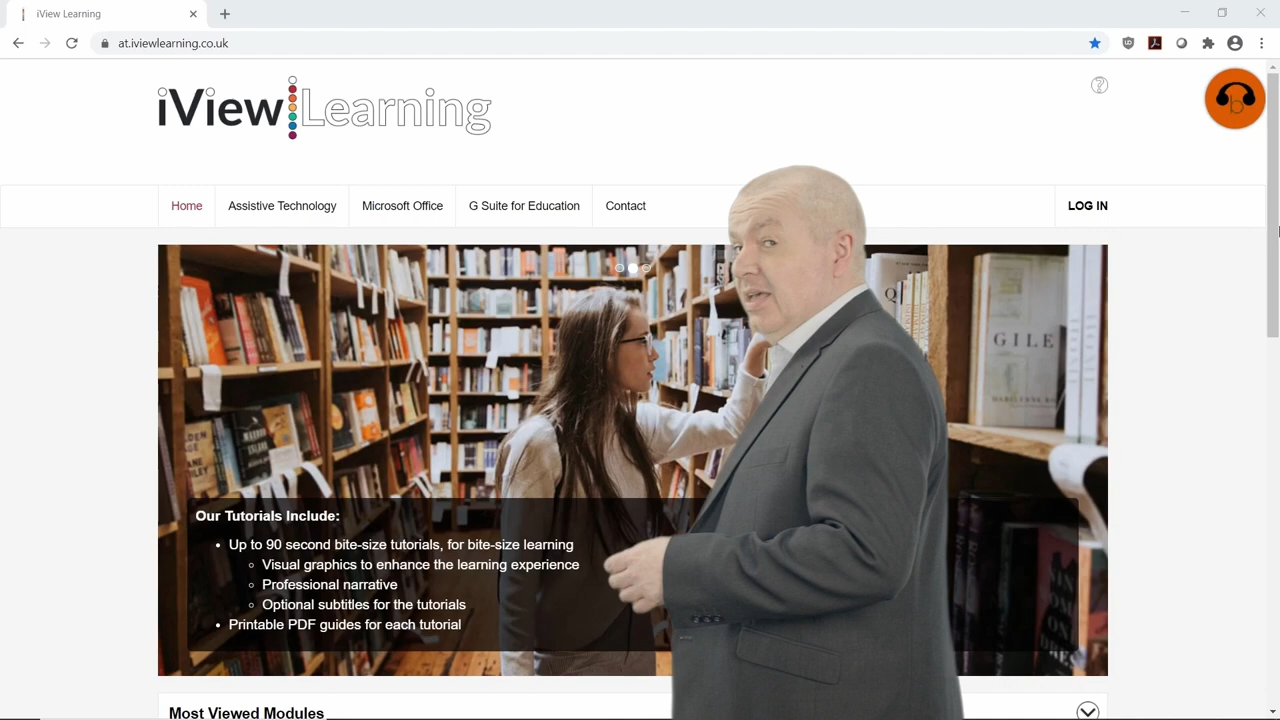 iView Learning
at.iviewlearning.co.uk
iView Learning
Home
Assistive Technology
Microsoft Office
G Suite for Education
Contact
LOG IN
GILE
Our Tutorials Include:
Up to 90 second bite-size tutorials, for bite-size learning
Visual graphics to enhance the learning experience
Professional narrative
Optional subtitles for the tutorials
Printable PDF guides for each tutorial
Most Viewed Modules